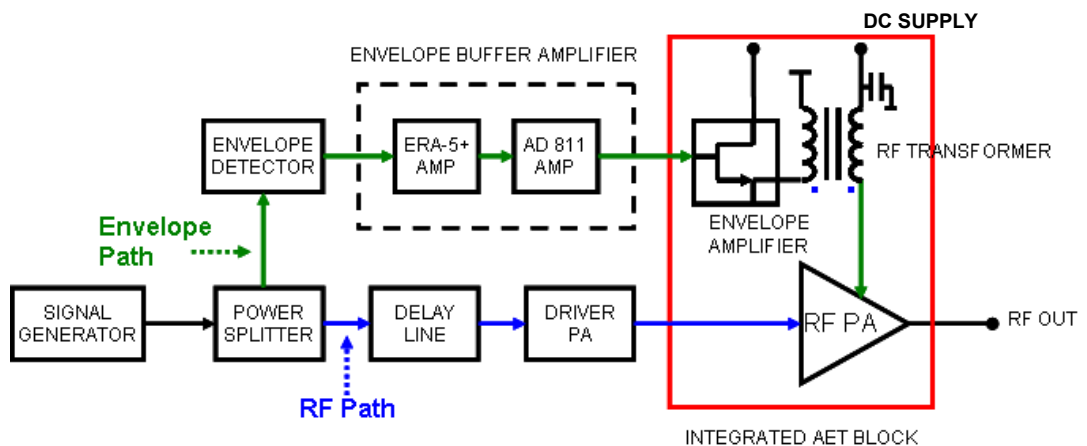 DC SUPPLY
ENVELOPE BUFFER AMPLIFIER
ENVELOPE
DETECTOR
ERA-5+
AMP
AD 811
AMP
RF TRANSFORMER
ENVELOPE
AMPLIFIER
Envelope
Path
SIGNAL
GENERATOR
POWER
SPLITTER
DELAY
LINE
DRIVER
PA
RF PA
RF OUT
RF Path
INTEGRATED AET BLOCK